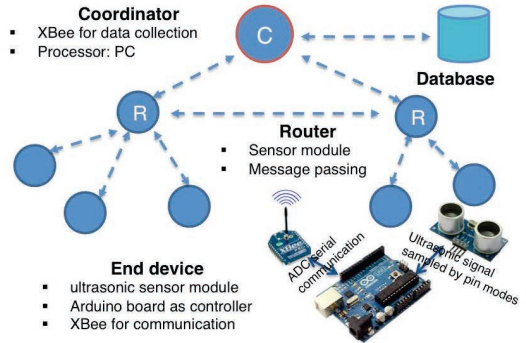 Coordinator
▪ XBee for data collection
▪ Processor: PC
C
Database
R
R
Router
▪ Sensor module
▪ Message passing
End device
▪ ultrasonic sensor module
▪ Arduino board as controller
▪ XBee for communication
XBee
ADC/serial
communication
Ultrasonic signal
sampled by pin modes